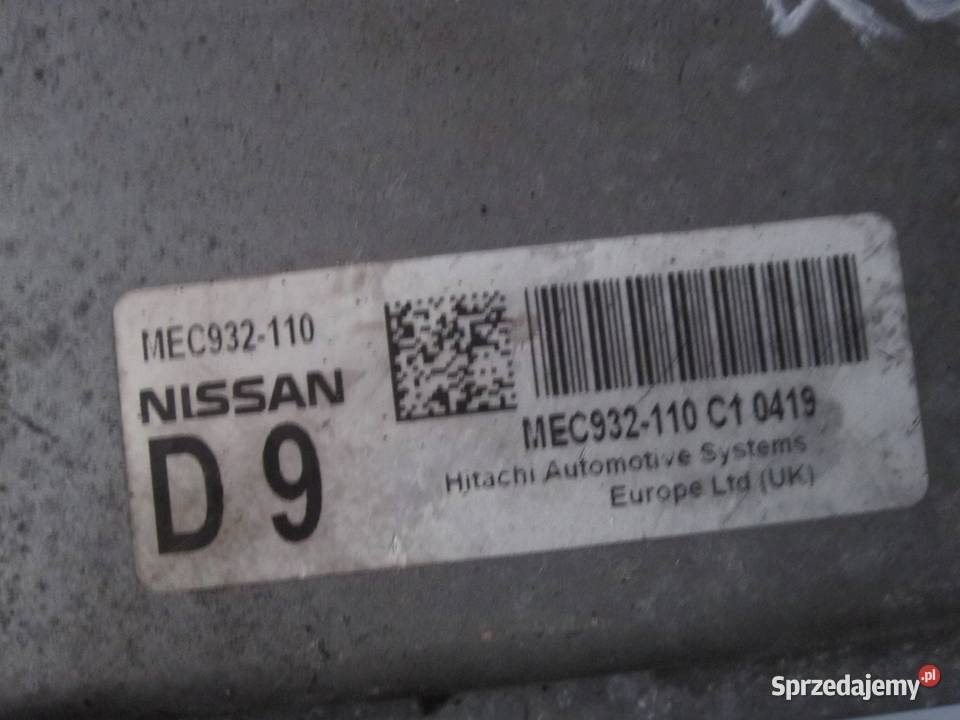 MEC932-110
NISSAN
D 9
MEC932-110 C1 0419
Hitachi Automotive Systems
Europe Ltd (UK)
Sprzedajemy.pl